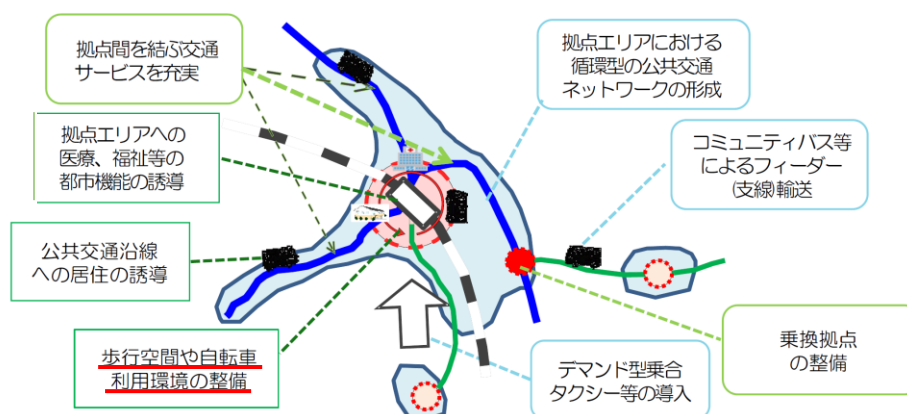 拠点間を結ぶ交通
サービスを充実
拠点エリアへの
医療、福祉等の
都市機能の誘導
公共交通沿線
への居住の誘導
歩行空間や自転車
利用環境の整備
拠点エリアにおける
循環型の公共交通
ネットワークの形成
コミュニティバス等
によるフィーダー
(支線)輸送
乗換拠点
の整備
デマンド型乗合
タクシー等の導入